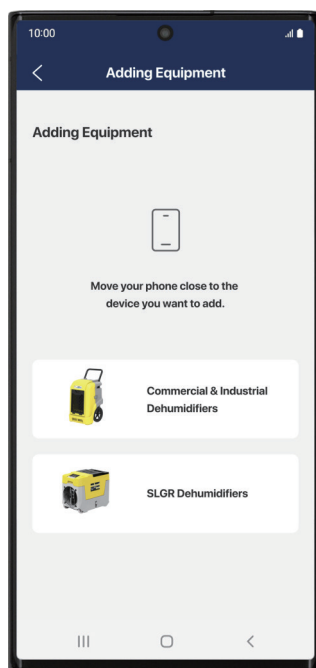 10:00
Adding Equipment
Adding Equipment
Move your phone close to the
device you want to add.
Commercial & Industrial
Dehumidifiers
SLGR Dehumidifiers